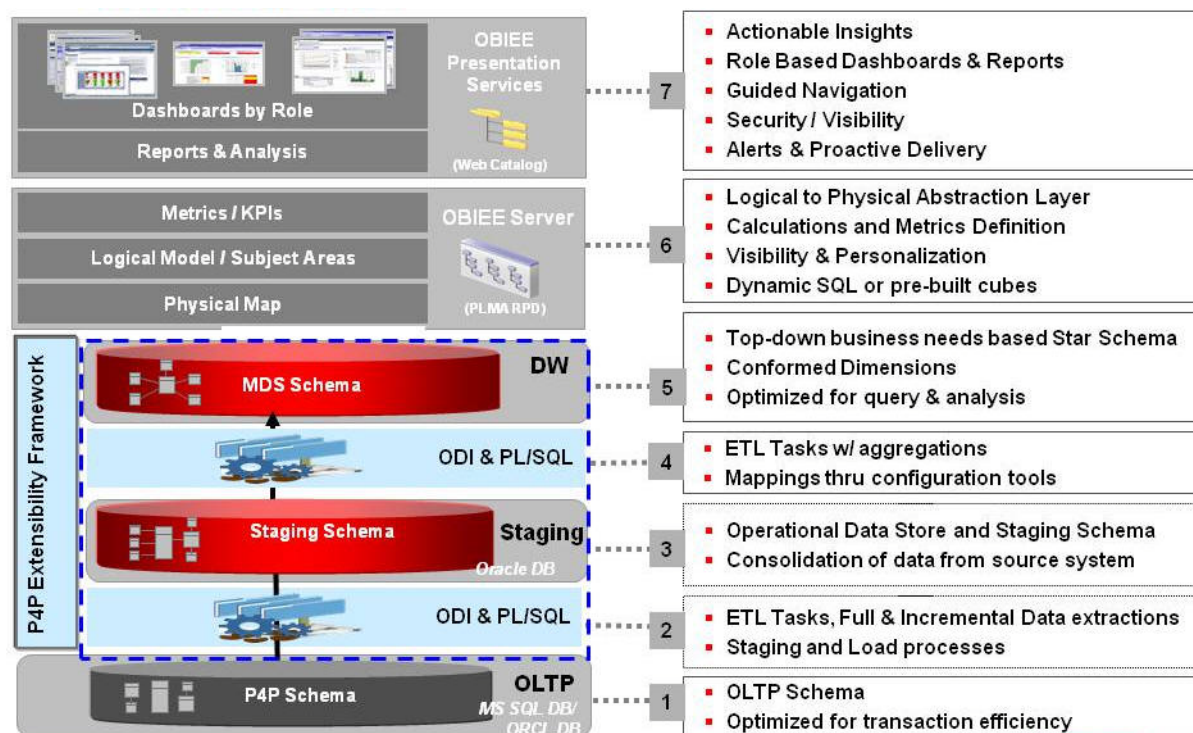 OBIEE
Presentation
Services
Dashboards by Role
Reports & Analysis
(Web Catalog)
7
Actionable Insights
Role Based Dashboards & Reports
Guided Navigation
Security / Visibility
Alerts & Proactive Delivery
Metrics / KPIs
Logical Model / Subject Areas
Physical Map
OBIEE Server
(PLMA RPD)
6
Logical to Physical Abstraction Layer
Calculations and Metrics Definition
Visibility & Personalization
Dynamic SQL or pre-built cubes
P4P Extensibility Framework
MDS Schema
DW
5
Top-down business needs based Star Schema
Conformed Dimensions
Optimized for query & analysis
ODI & PL/SQL
4
ETL Tasks w/ aggregations
Mappings thru configuration tools
Staging Schema
Staging
Oracle DB
3
Operational Data Store and Staging Schema
Consolidation of data from source system
ODI & PL/SQL
2
ETL Tasks, Full & Incremental Data extractions
Staging and Load processes
P4P Schema
OLTP
MS SQL DB/
ORCL DB
1
OLTP Schema
Optimized for transaction efficiency